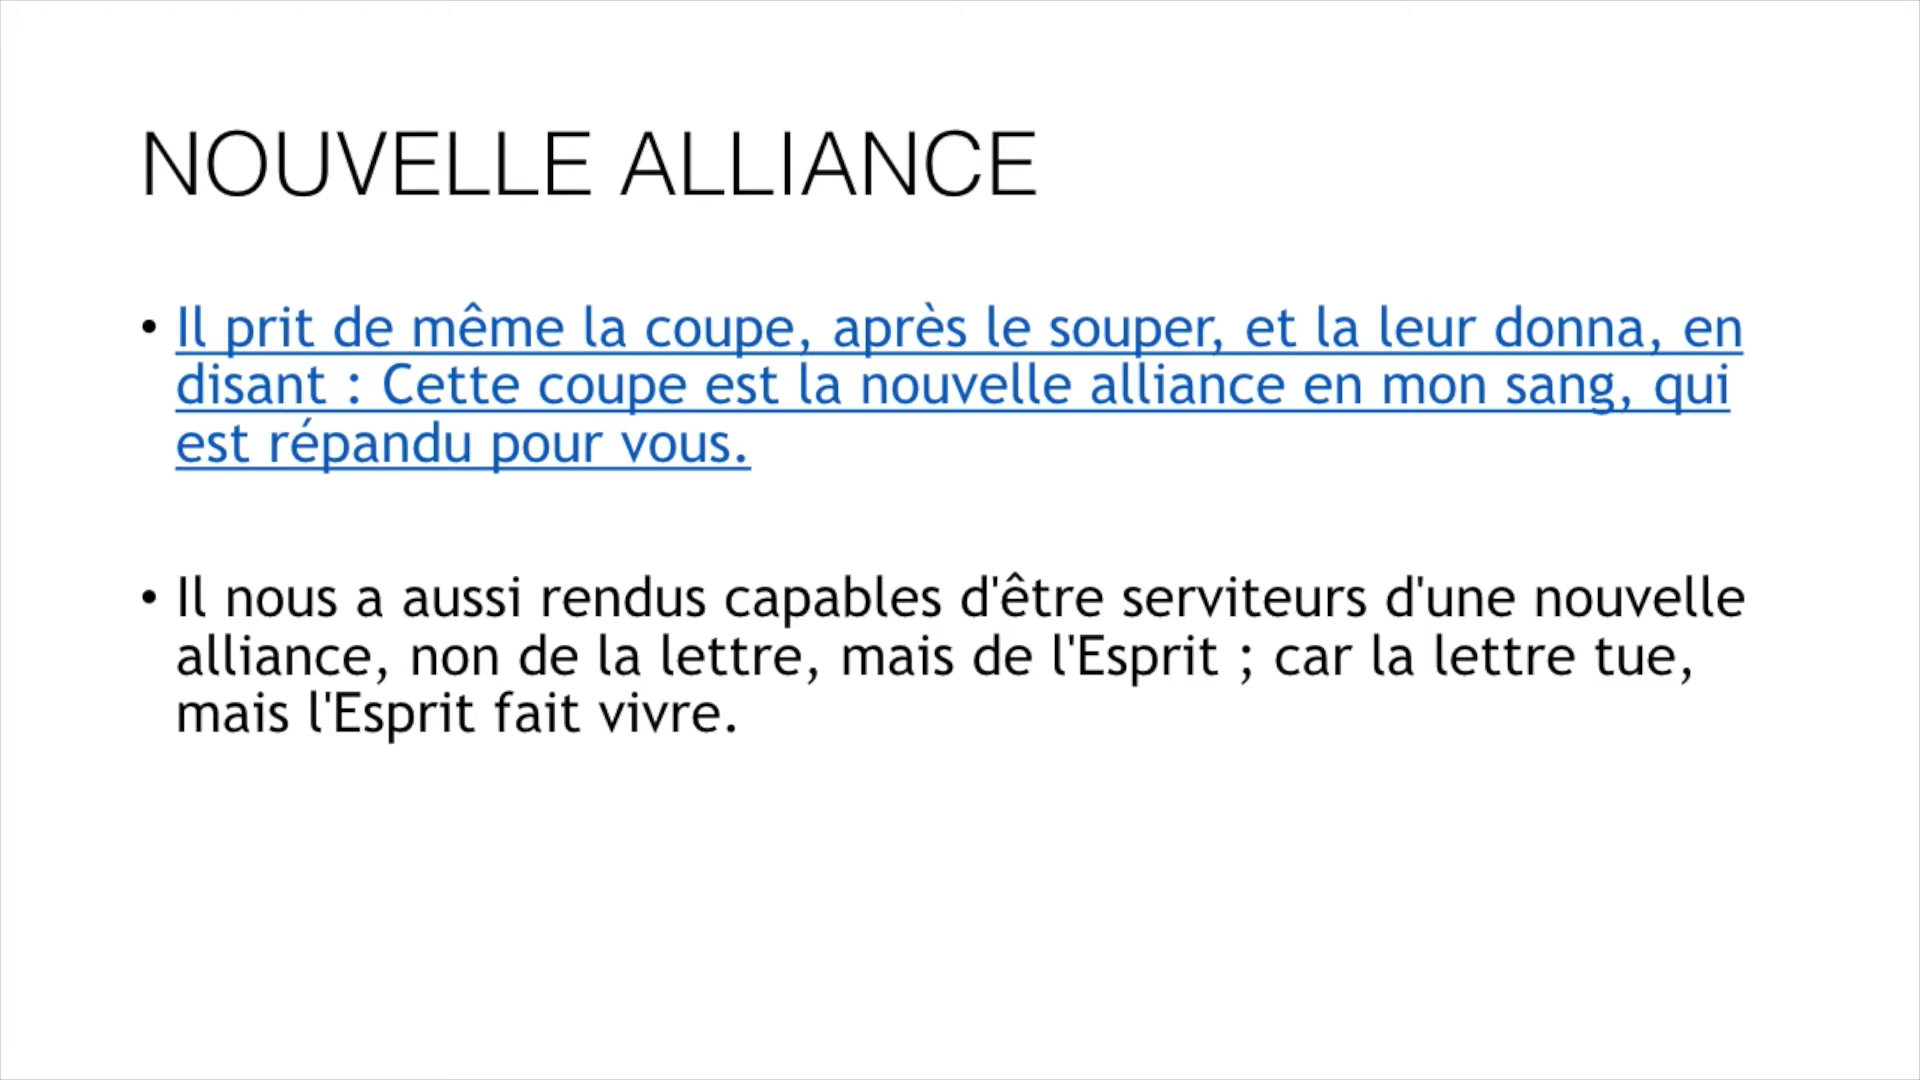 NOUVELLE ALLIANCE
• Il prit de même la coupe, après le souper, et la leur donna, en
disant : Cette coupe est la nouvelle alliance en mon sang, qui
est répandu pour vous.
• Il nous a aussi rendus capables d'être serviteurs d'une nouvelle
alliance, non de la lettre, mais de l'Esprit ; car la lettre tue,
mais l'Esprit fait vivre.